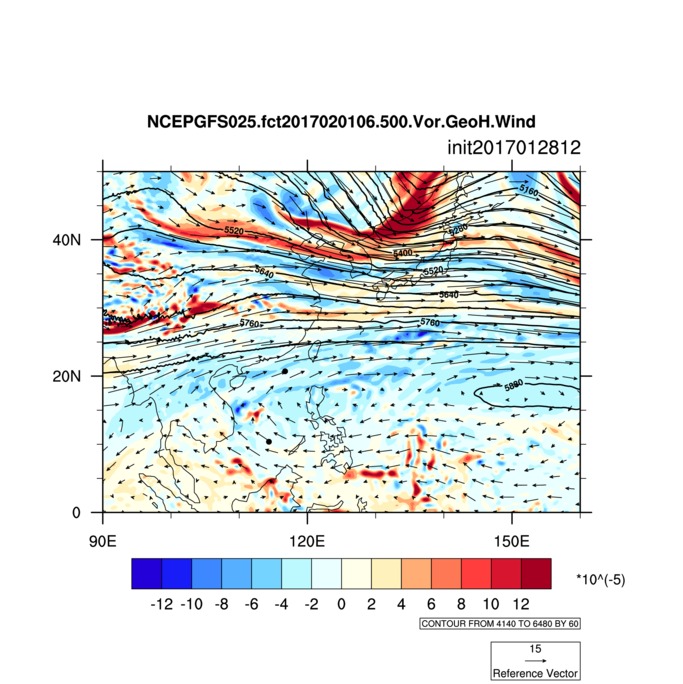 NCEPGFS025.fct2017020106.500.Vor.GeoH.Wind
init2017012812
5160
5520
5280
40N
5400
5640
5520
5640
5760
5760
20N
5880
0
90E 120E 150E
-12 -10 -8 -6 -4 -2 0 2 4 6 8 10 12
*10^(-5)
CONTOUR FROM 4140 TO 6480 BY 60
15
Reference Vector